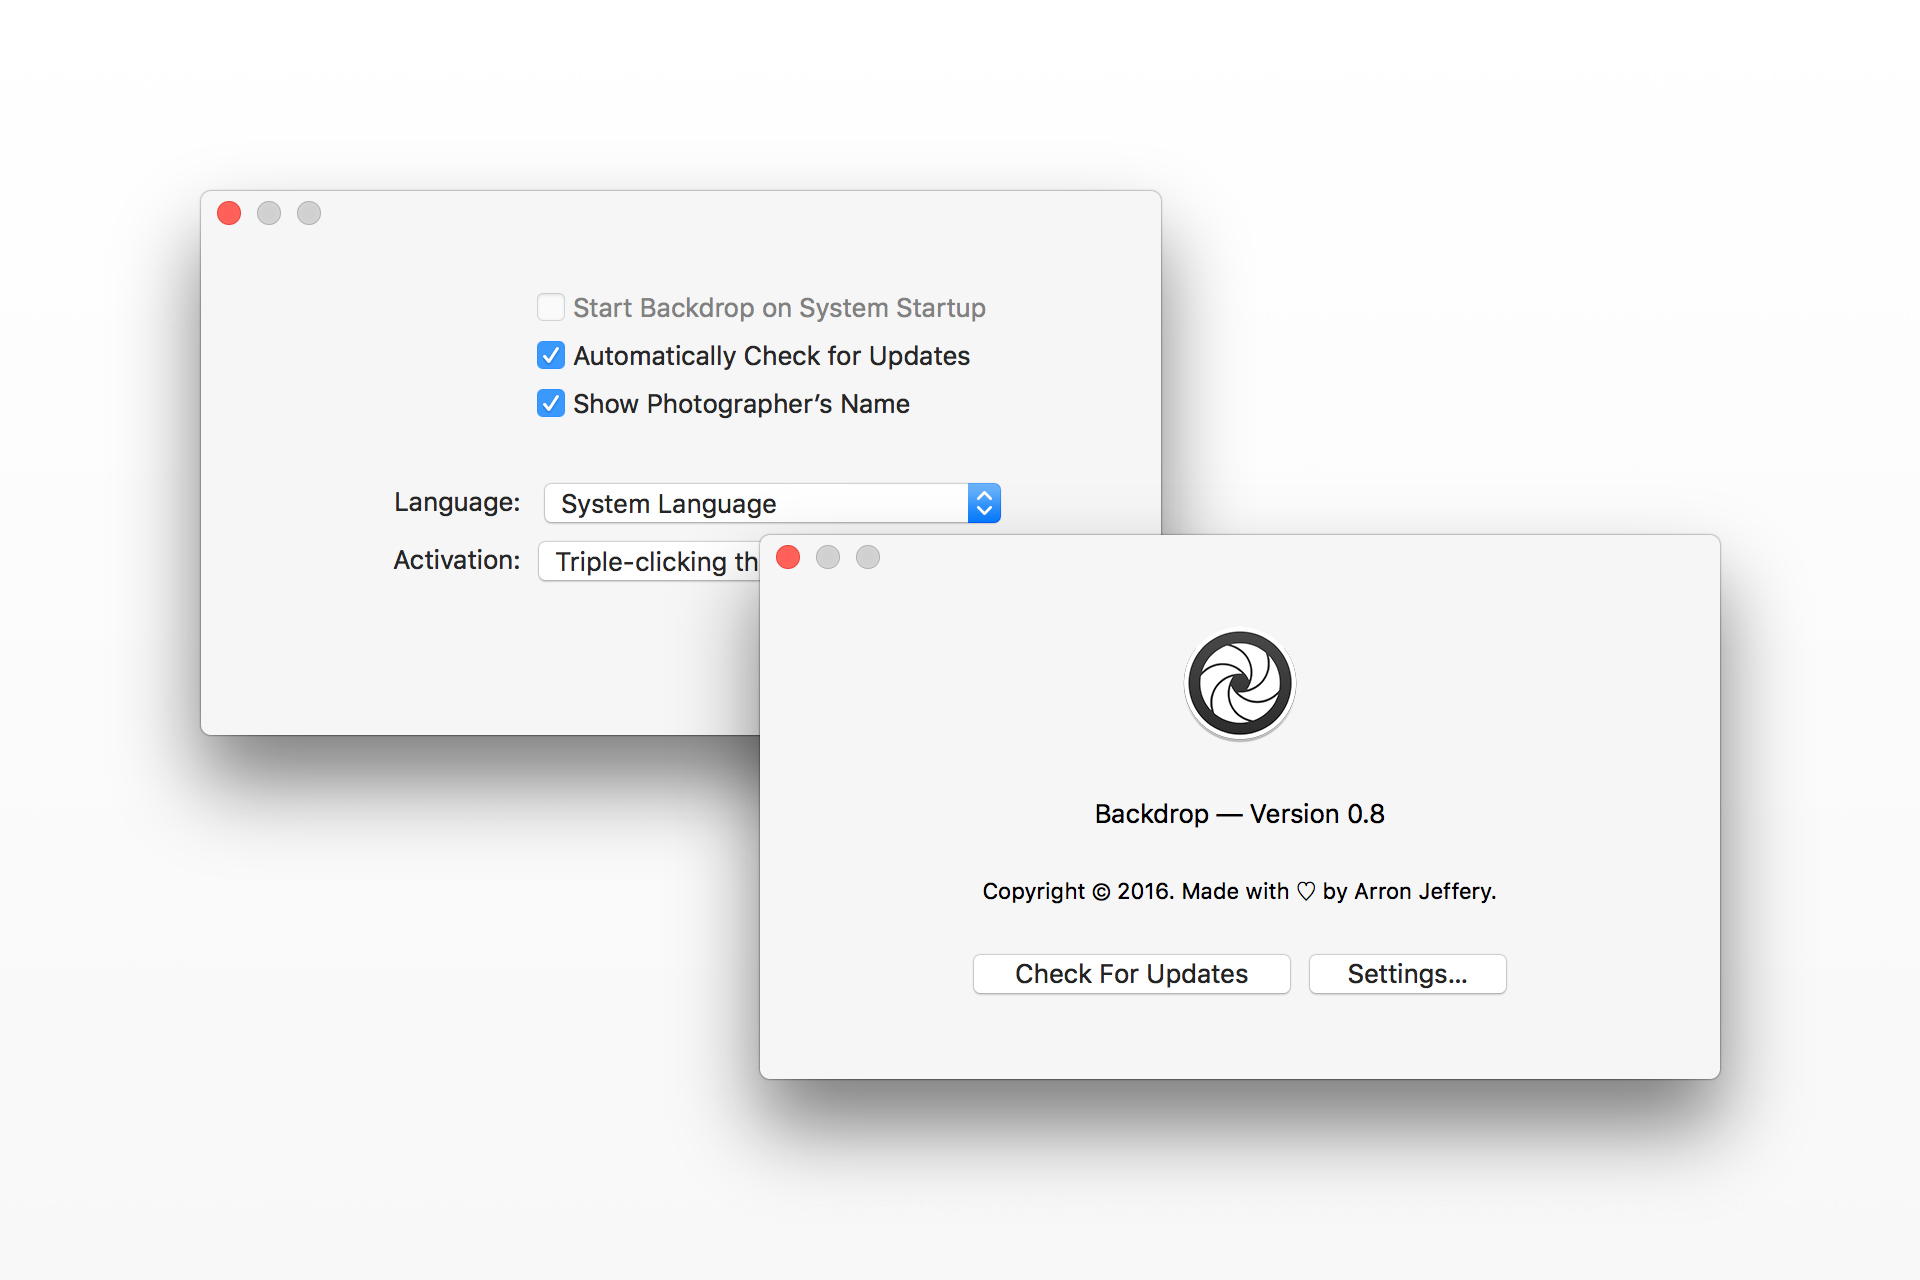 Start Backdrop on System Startup
Automatically Check for Updates
Show Photographer’s Name
Language: System Language
Activation: Triple-clicking
Backdrop — Version 0.8
Copyright © 2016. Made with ♡ by Arron Jeffery.
Check For Updates Settings...